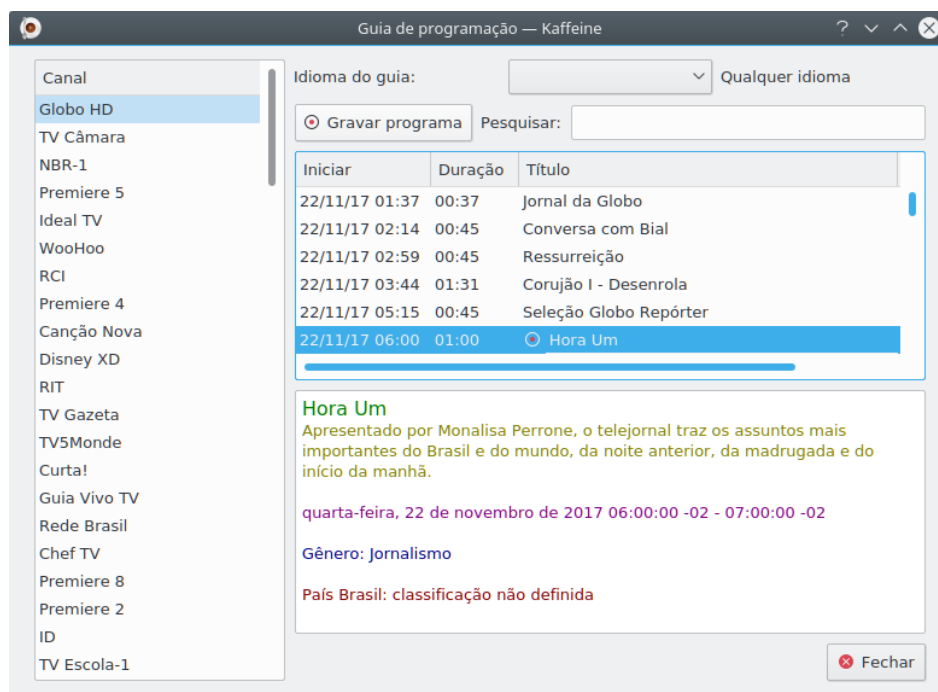 Guia de programação — Kaffeine
Canal
Globo HD
TV Câmara
NBR-1
Premiere 5
Ideal TV
WooHoo
RCI
Premiere 4
Canção Nova
Disney XD
RIT
TV Gazeta
TV5Monde
Curta!
Guia Vivo TV
Rede Brasil
Chef TV
Premiere 8
Premiere 2
ID
TV Escola-1
Idioma do guia: Qualquer idioma
Gravar programa Pesquisar:
Iniciar Duração Título
22/11/17 01:37 00:37 Jornal da Globo
22/11/17 02:14 00:45 Conversa com Bial
22/11/17 02:59 00:45 Ressurreição
22/11/17 03:44 01:31 Corujão I - Desenrola
22/11/17 05:15 00:45 Seleção Globo Repórter
22/11/17 06:00 01:00 Hora Um
Hora Um
Apresentado por Monalisa Perrone, o telejornal traz os assuntos mais
importantes do Brasil e do mundo, da noite anterior, da madrugada e do
início da manhã.
quarta-feira, 22 de novembro de 2017 06:00:00 -02 - 07:00:00 -02
Gênero: Jornalismo
País Brasil: classificação não definida
Fechar